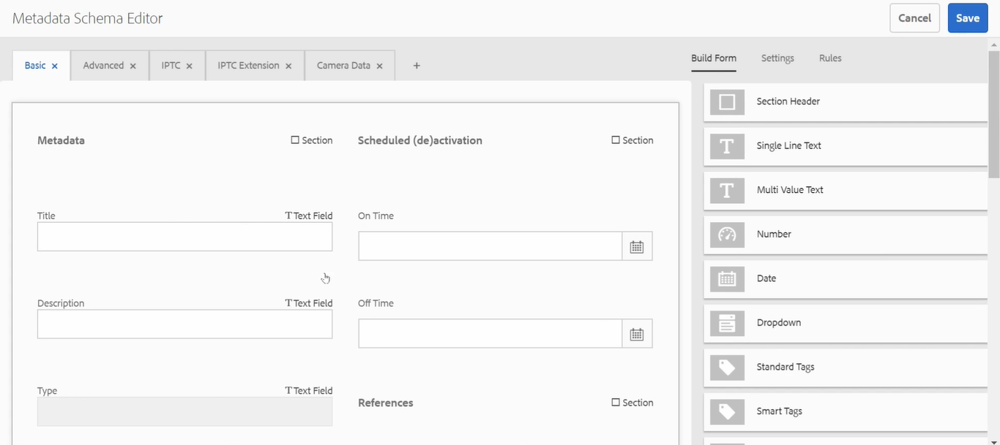 Metadata Schema Editor
Cancel
Save
Basic
Advanced
IPTC
IPTC Extension
Camera Data
+
Build Form
Settings
Rules
Metadata
Section
Scheduled (de)activation
Section
Title
Text Field
On Time
Description
Text Field
Off Time
Type
Text Field
References
Section
Section Header
Single Line Text
Multi Value Text
Number
Date
Dropdown
Standard Tags
Smart Tags